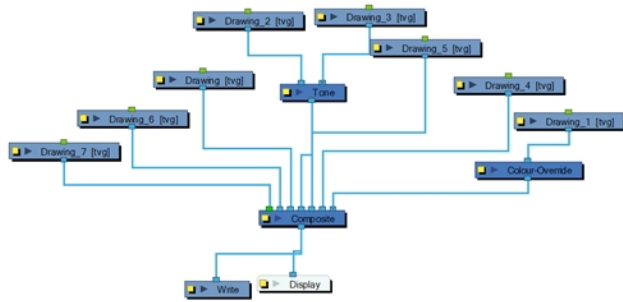 Drawing_2 [tvg]
Drawing_3 [tvg]
Drawing_5 [tvg]
Drawing [tvg]
Tone
Drawing_4 [tvg]
Drawing_6 [tvg]
Drawing_1 [tvg]
Drawing_7 [tvg]
Colour-Override
Composite
Write
Display